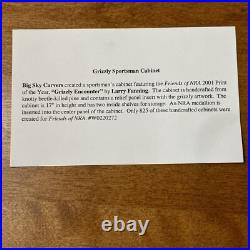 Grizzly Sportsman Cabinet
Big Sky Carvers created a sportsman's cabinet featuring the Friends of NRA 2001 Print
of the Year, "Grizzly Encounter" by Larry Fanning. The cabinet is handcrafted from
knotty beetle-killed pine and contains a relief panel insert with the grizzly artwork. The
cabinet is 17" in height and has two inside shelves for storage. An NRA medallion is
inserted into the center panel of the cabinet. Only 825 of these handcrafted cabinets were
created for Friends of NRA. #W0220272